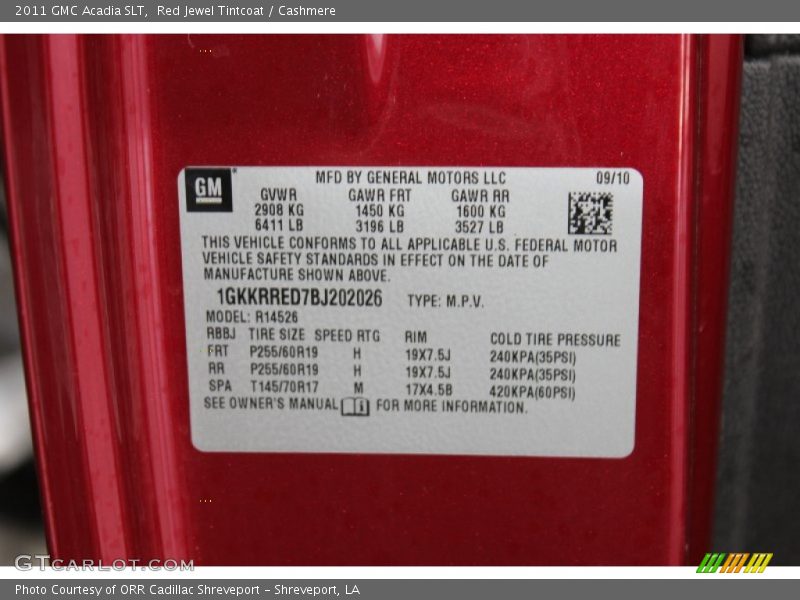 2011 GMC Acadia SLT, Red Jewel Tintcoat / Cashmere
GM
MFD BY GENERAL MOTORS LLC 09/10
GVWR GAWR FRT GAWR RR
2908 KG 1450 KG 1600 KG
6411 LB 3196 LB 3527 LB
THIS VEHICLE CONFORMS TO ALL APPLICABLE U.S. FEDERAL MOTOR
VEHICLE SAFETY STANDARDS IN EFFECT ON THE DATE OF
MANUFACTURE SHOWN ABOVE.
1GKKRRED7BJ202026 TYPE: M.P.V.
MODEL: R14526
RBBJ TIRE SIZE SPEED RTG RIM COLD TIRE PRESSURE
FRT P255/60R19 H 19X7.5J 240KPA(35PSI)
RR P255/60R19 H 19X7.5J 240KPA(35PSI)
SPA T145/70R17 M 17X4.5B 420KPA(60PSI)
SEE OWNER'S MANUAL i FOR MORE INFORMATION.
GTCARLOT.COM
Photo Courtesy of ORR Cadillac Shreveport - Shreveport, LA